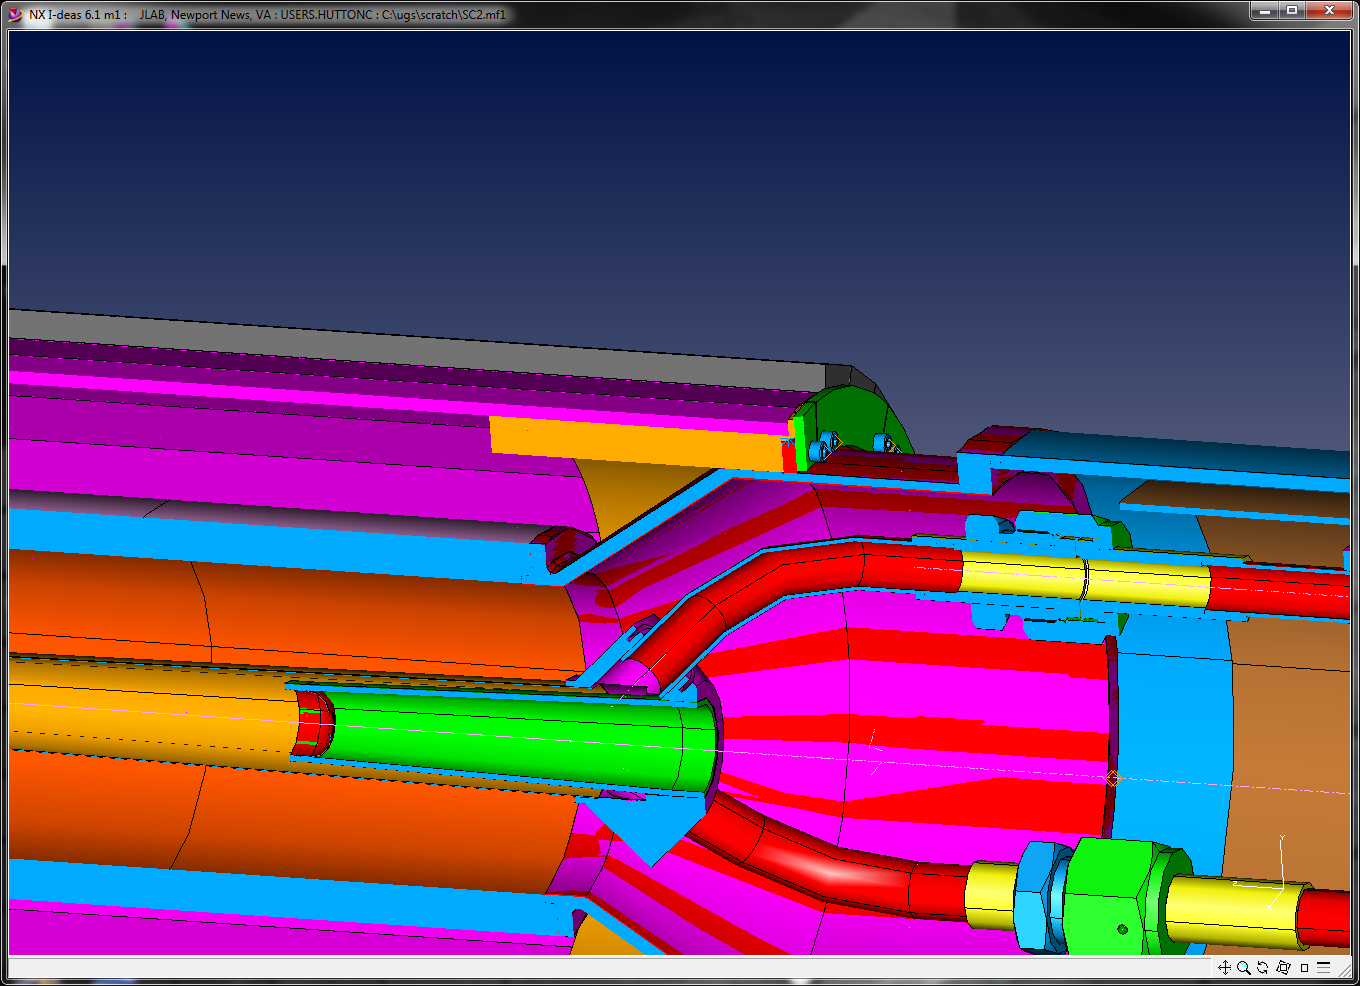 NX I-deas 6.1 m1 :    JLAB, Newport News, VA : USERS.HUTTONC : C:\ugs\scratch\SC2.mf1
Y
Z
X